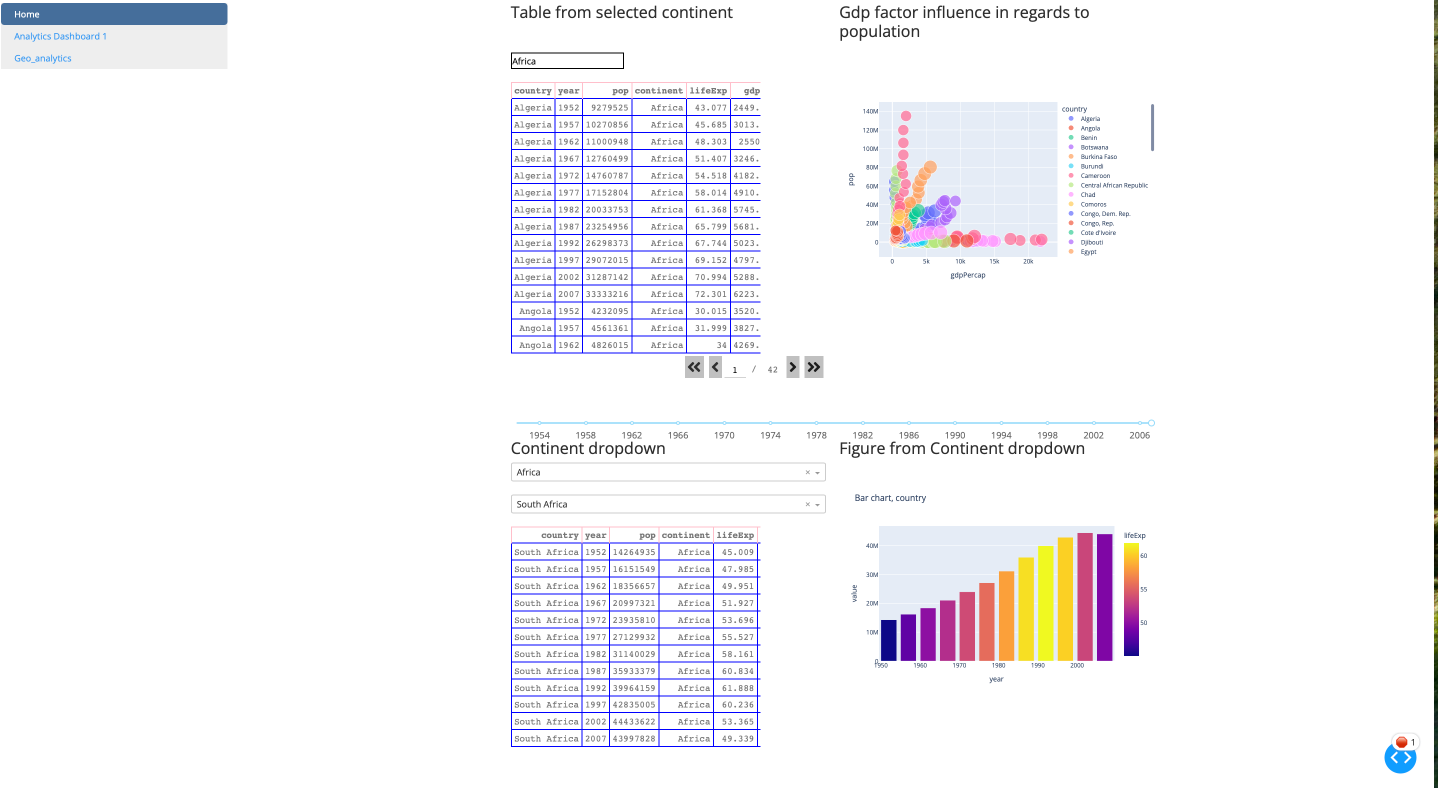 Home
Analytics Dashboard 1
Geo_analytics
Table from selected continent
Africa
country year pop continent lifeExp gdp
Algeria 1952 9279525 Africa 43.077 2449.
Algeria 1957 10270856 Africa 45.685 3013.
Algeria 1962 11000948 Africa 48.303 2550
Algeria 1967 12760499 Africa 51.407 3246.
Algeria 1972 14760787 Africa 54.518 4182.
Algeria 1977 17152804 Africa 58.014 4910.
Algeria 1982 20033753 Africa 61.368 5745.
Algeria 1987 23254956 Africa 65.799 5681.
Algeria 1992 26298373 Africa 67.744 5023.
Algeria 1997 29072015 Africa 69.152 4797.
Algeria 2002 31287142 Africa 70.994 5288.
Algeria 2007 33333216 Africa 72.301 6223.
Angola 1952 4232095 Africa 30.015 3520.
Angola 1957 4561361 Africa 31.999 3827.
Angola 1962 4826015 Africa 34 4269.
1 / 42
Gdp factor influence in regards to
population
140M
120M
100M
80M
60M
40M
20M
0
pop
0 5k 10k 15k 20k
gdpPercap
country
Algeria
Angola
Benin
Botswana
Burkina Faso
Burundi
Cameroon
Central African Republic
Chad
Comoros
Congo, Dem. Rep.
Congo, Rep.
Cote d'Ivoire
Djibouti
Egypt
1954 1958 1962 1966 1970 1974 1978 1982 1986 1990 1994 1998 2002 2006
Continent dropdown
Africa
South Africa
country year pop continent lifeExp
South Africa 1952 14264935 Africa 45.009
South Africa 1957 16151549 Africa 47.985
South Africa 1962 18356657 Africa 49.951
South Africa 1967 20997321 Africa 51.927
South Africa 1972 23935810 Africa 53.696
South Africa 1977 27129932 Africa 55.527
South Africa 1982 31140029 Africa 58.161
South Africa 1987 35933379 Africa 60.834
South Africa 1992 39964159 Africa 61.888
South Africa 1997 42835005 Africa 60.236
South Africa 2002 44433622 Africa 53.365
South Africa 2007 43997828 Africa 49.339
Figure from Continent dropdown
Bar chart, country
40M
30M
20M
10M
0
value
1950 1960 1970 1980 1990 2000
year
lifeExp
60
55
50
1